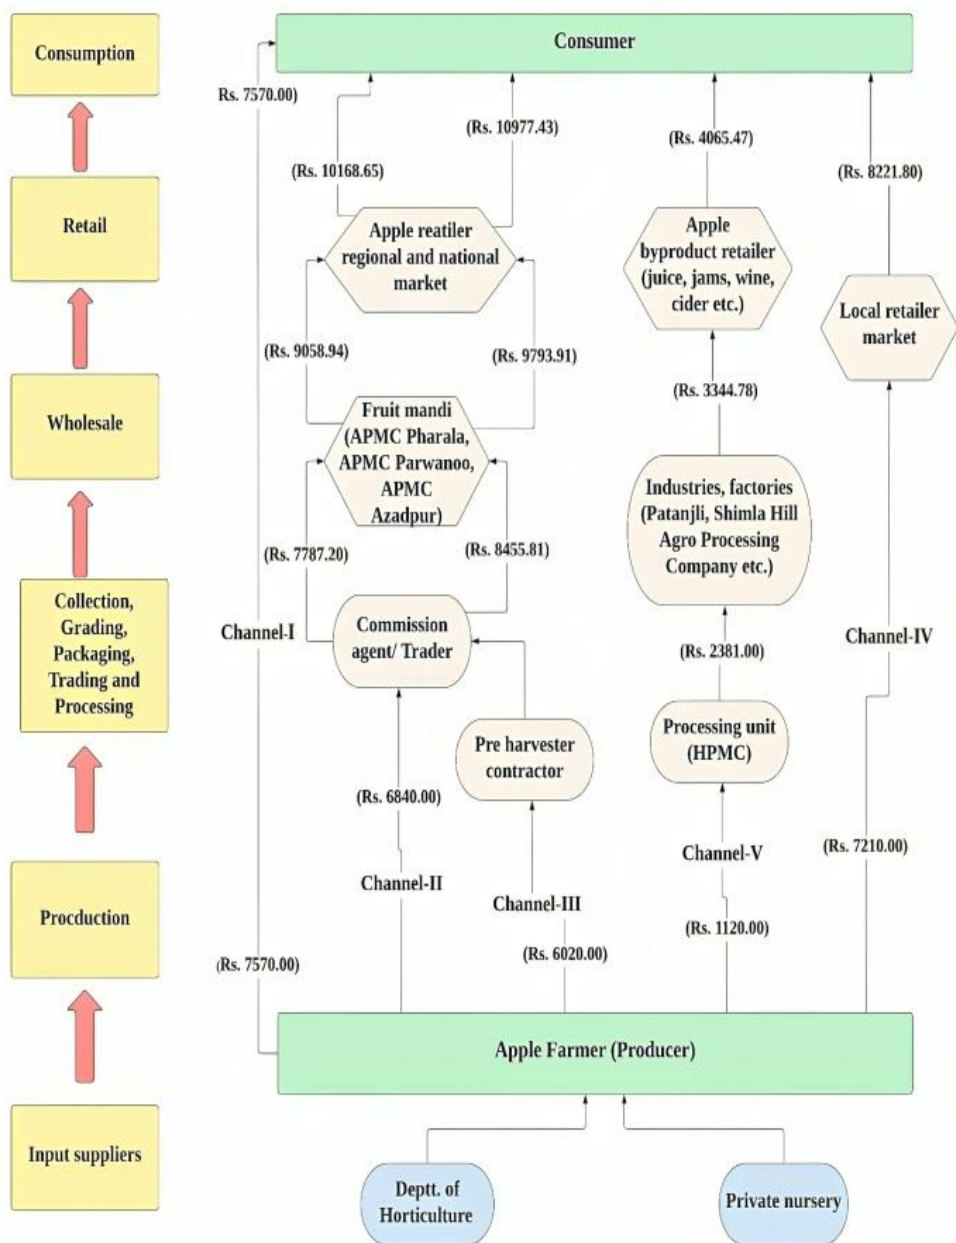 Consumption
Retail
Wholesale
Collection,
Grading,
Packaging,
Trading and
Processing
Procduction
Input suppliers
Consumer
Rs. 7570.00)
(Rs. 10168.65)
(Rs. 10977.43)
(Rs. 4065.47)
(Rs. 8221.80)
Apple reatiler
regional and national
market
Apple
byproduct retailer
(juice, jams, wine,
cider etc.)
Local retailer
market
(Rs. 9058.94)
(Rs. 9793.91)
(Rs. 3344.78)
Fruit mandi
(APMC Pharala,
APMC Parwanoo,
APMC
Azadpur)
Industries, factories
(Patanjli, Shimla Hill
Agro Processing
Company etc.)
(Rs. 7787.20)
(Rs. 8455.81)
Channel-I
Commission
agent/ Trader
(Rs. 2381.00)
Channel-IV
Pre harvester
contractor
Processing unit
(HPMC)
(Rs. 6840.00)
(Rs. 7210.00)
Channel-II
Channel-III
Channel-V
(Rs. 7570.00)
(Rs. 6020.00)
(Rs. 1120.00)
Apple Farmer (Producer)
Deptt. of
Horticulture
Private nursery